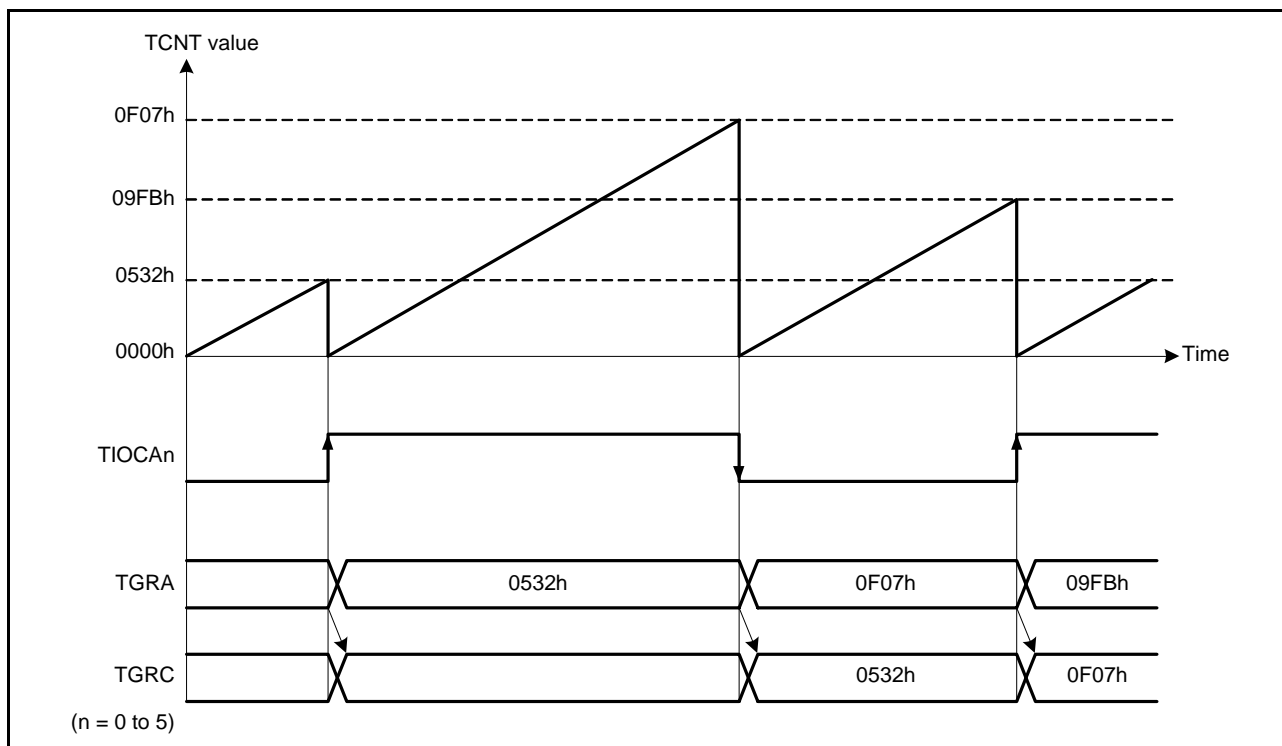 TCNT value
0F07h
09FBh
0532h
0000h
Time
TIOCAn
TGRA 0532h 0F07h 09FBh
TGRC 0532h 0F07h
(n = 0 to 5)